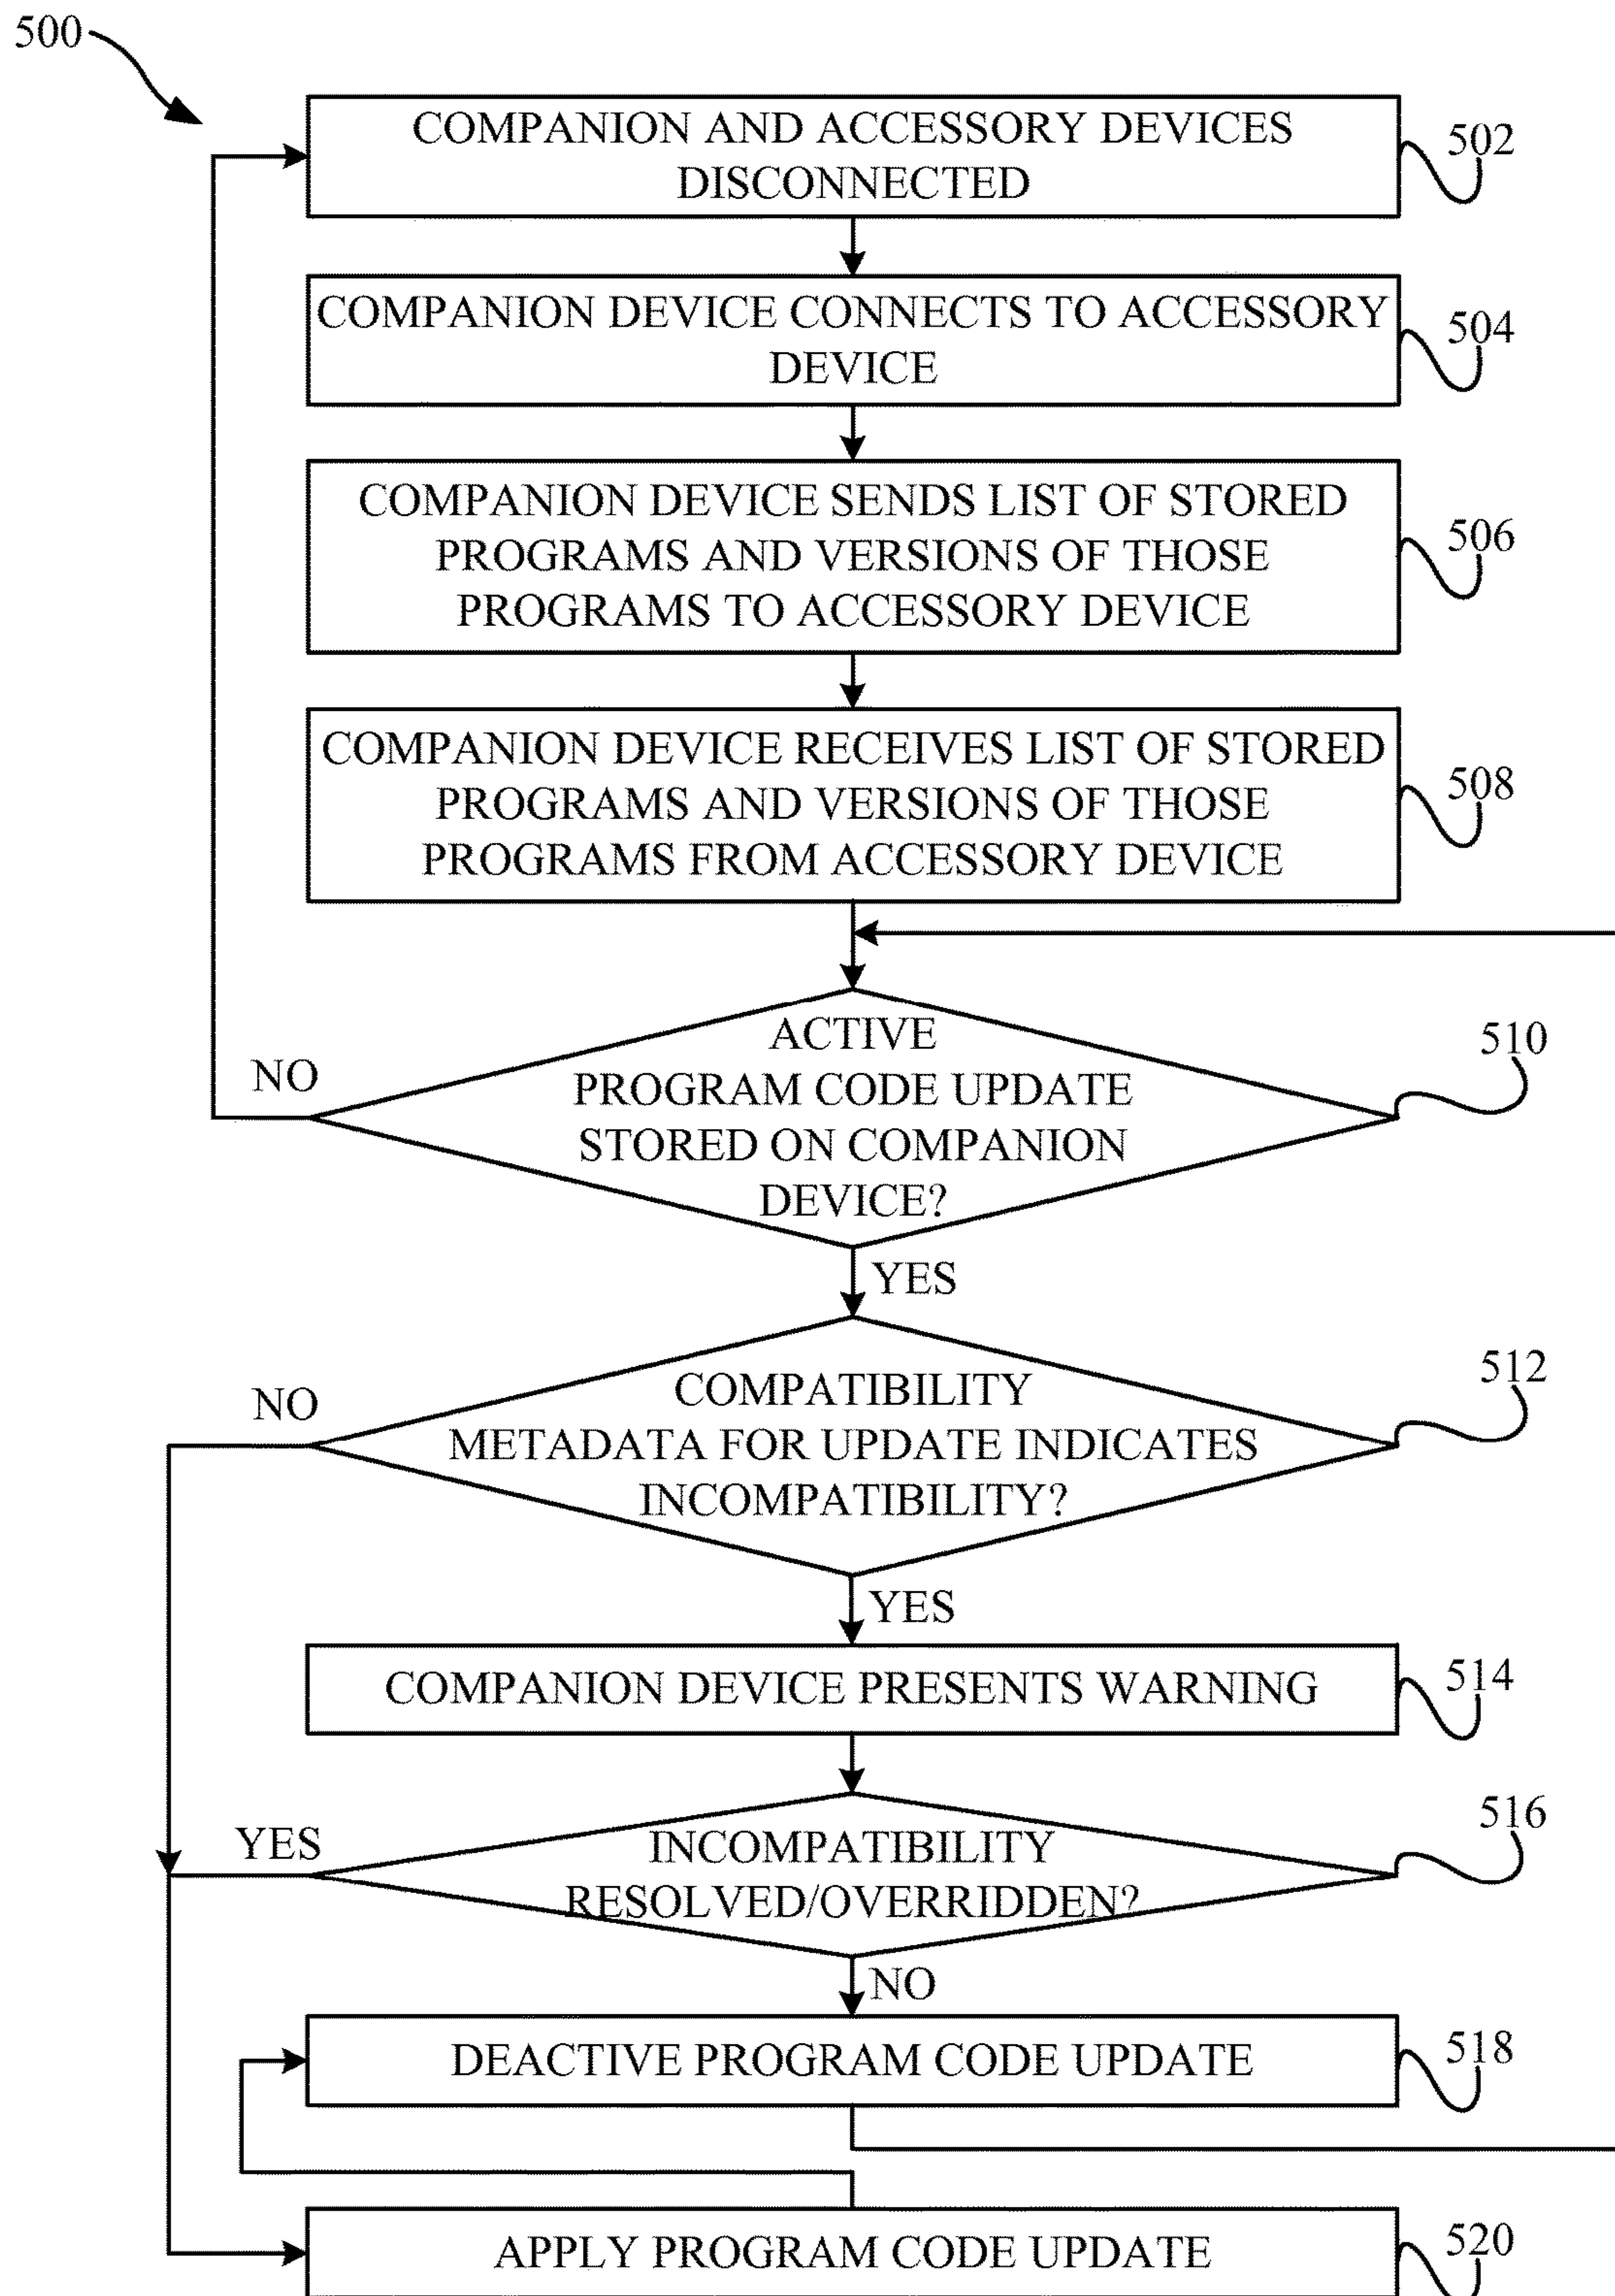 500
COMPANION AND ACCESSORY DEVICES
DISCONNECTED
502
COMPANION DEVICE CONNECTS TO ACCESSORY
DEVICE
504
COMPANION DEVICE SENDS LIST OF STORED
PROGRAMS AND VERSIONS OF THOSE
PROGRAMS TO ACCESSORY DEVICE
506
COMPANION DEVICE RECEIVES LIST OF STORED
PROGRAMS AND VERSIONS OF THOSE
PROGRAMS FROM ACCESSORY DEVICE
508
ACTIVE
PROGRAM CODE UPDATE
STORED ON COMPANION
DEVICE?
510
NO
YES
COMPATIBILITY
METADATA FOR UPDATE INDICATES
INCOMPATIBILITY?
512
NO
YES
COMPANION DEVICE PRESENTS WARNING
514
INCOMPATIBILITY
RESOLVED/OVERRIDDEN?
516
YES
NO
DEACTIVE PROGRAM CODE UPDATE
518
APPLY PROGRAM CODE UPDATE
520